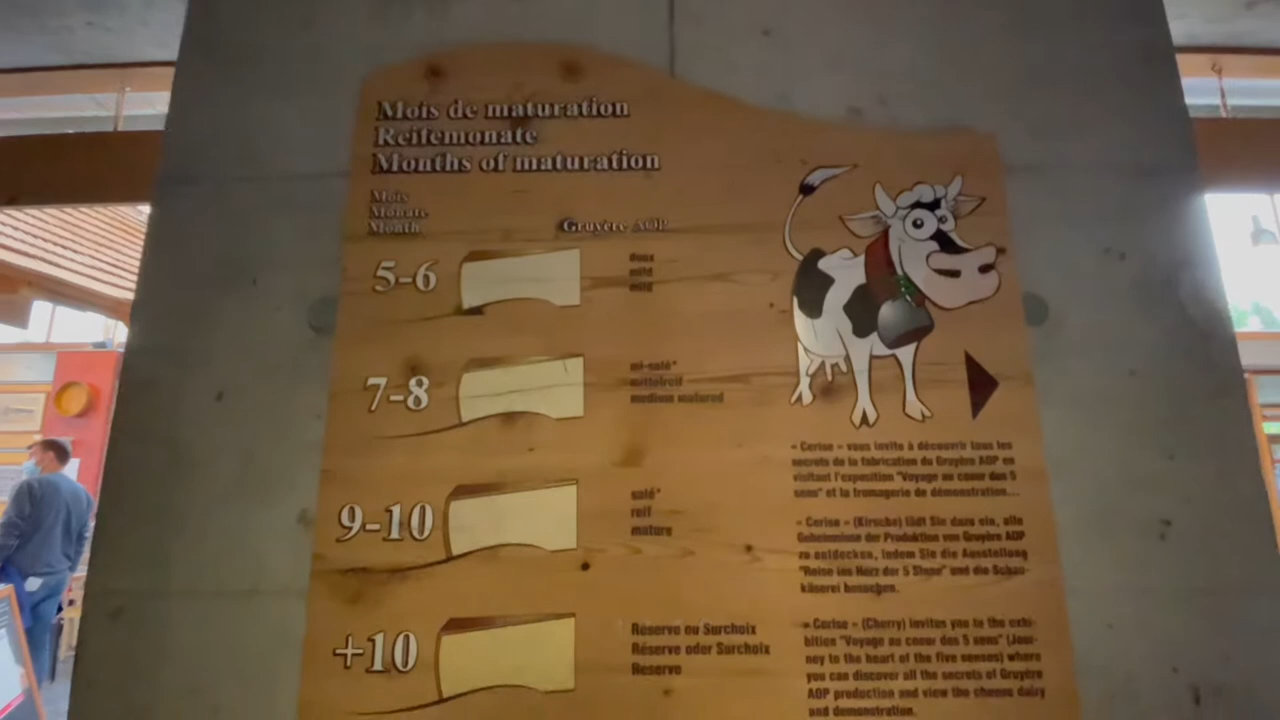 Mois de maturation
Reifemonate
Months of maturation
Mois
Monate
Month
Gruyère AOP
5-6
doux
mild
mild
7-8
mi-salé*
mittelreif
medium matured
9-10
salé*
reif
mature
+10
Réserve ou Surchoix
Réserve oder Surchoix
Reserve
« Cerise » vous invite à découvrir tous les
secrets de la fabrication du Gruyère AOP en
visitant l'exposition "Voyage au coeur des 5
sens" et la fromagerie de démonstration...
« Cerise » (Kirsche) lädt Sie dazu ein, alle
Geheimnisse der Produktion von Gruyère AOP
zu entdecken, indem Sie die Ausstellung
"Reise ins Herz der 5 Sinne" und die Schau-
käserei besuchen.
« Cerise » (Cherry) invites you to the exhi-
bition "Voyage au coeur des 5 sens" (Jour-
ney to the heart of the five senses) where
you can discover all the secrets of Gruyère
AOP production and view the cheese dairy
and demonstration.